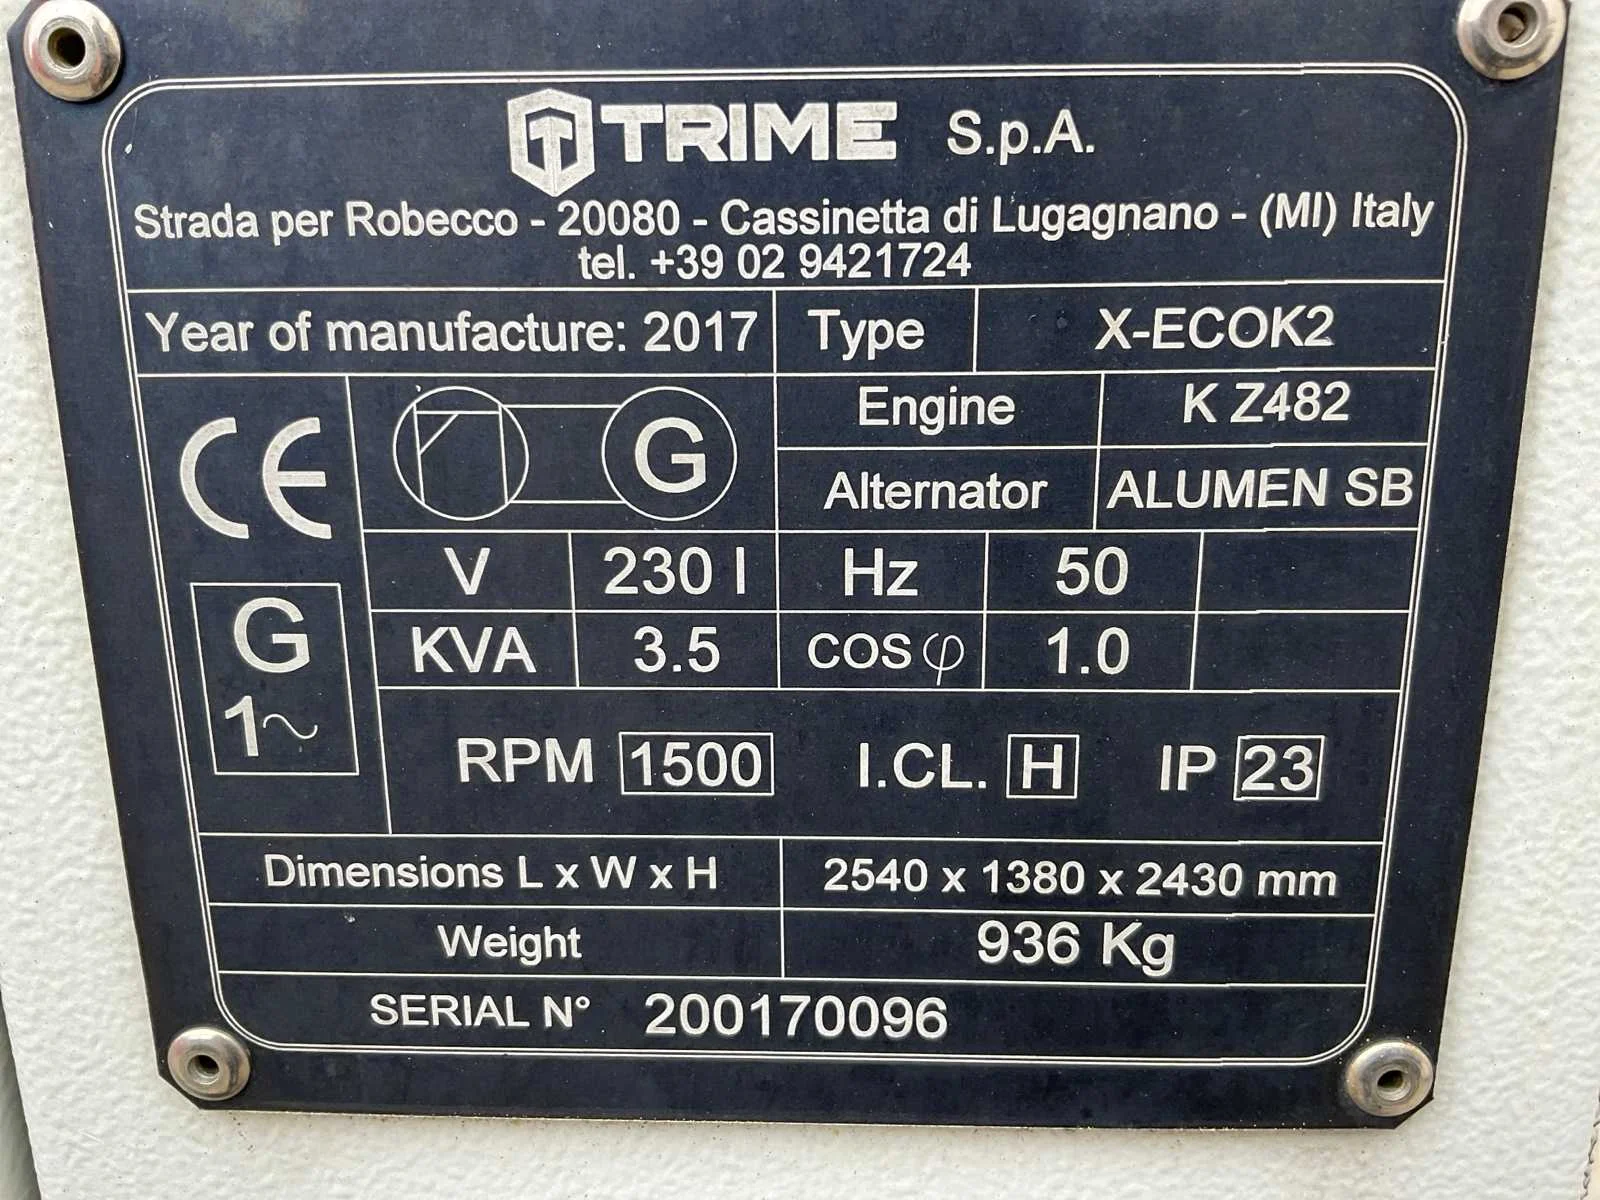 TRIME S.p.A.
Strada per Robecco - 20080 - Cassinetta di Lugagnano - (MI) Italy
tel. +39 02 9421724
Year of manufacture: 2017 Type X-ECOK2
CE G Engine K Z482
Alternator ALUMEN SB
V 230 I Hz 50
KVA 3.5 COS φ 1.0
G
1~
RPM 1500 I.CL. H IP 23
Dimensions L x W x H 2540 x 1380 x 2430 mm
Weight 936 Kg
SERIAL N° 200170096